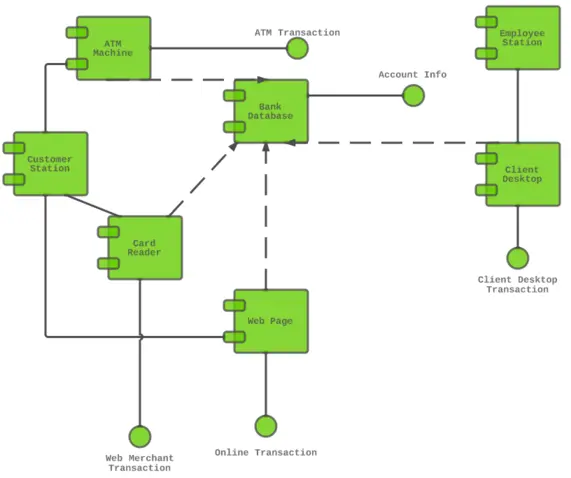 ATM Transaction
ATM
Machine
Employee
Station
Account Info
Bank
Database
Customer
Station
Client
Desktop
Card
Reader
Client Desktop
Transaction
Web Page
Online Transaction
Web Merchant
Transaction